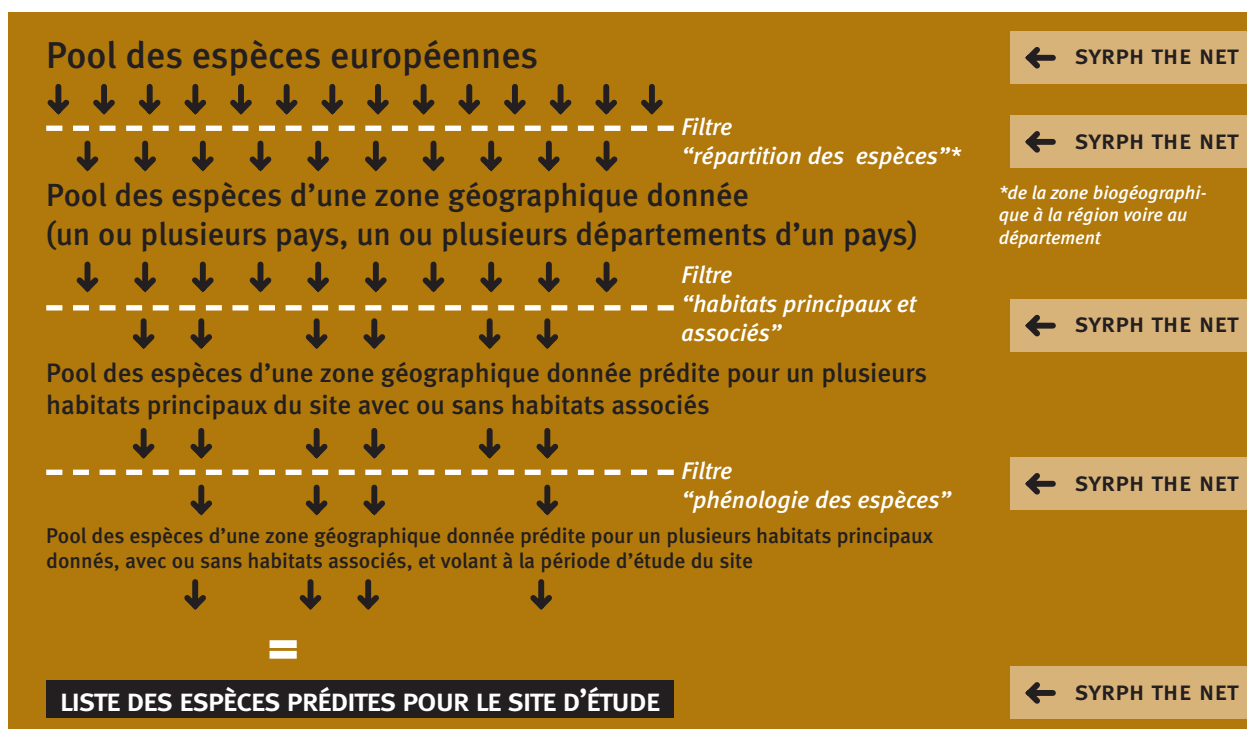 Pool des espèces européennes
← SYRPH THE NET
Filtre
“répartition des espèces”*
← SYRPH THE NET
Pool des espèces d’une zone géographique donnée
(un ou plusieurs pays, un ou plusieurs départements d’un pays)
*de la zone biogéographi-
que à la région voire au
département
Filtre
“habitats principaux et
associés”
← SYRPH THE NET
Pool des espèces d’une zone géographique donnée prédite pour un plusieurs
habitats principaux du site avec ou sans habitats associés
Filtre
“phénologie des espèces”
← SYRPH THE NET
Pool des espèces d’une zone géographique donnée prédite pour un plusieurs habitats principaux
donnés, avec ou sans habitats associés, et volant à la période d’étude du site
=
LISTE DES ESPÈCES PRÉDITES POUR LE SITE D’ÉTUDE
← SYRPH THE NET